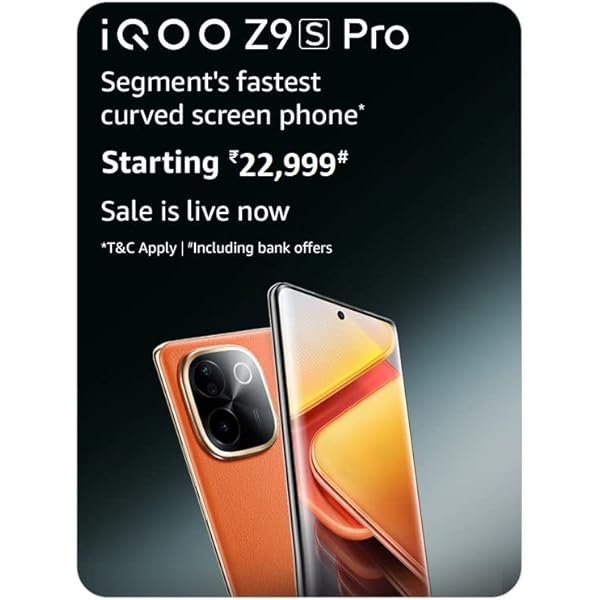 iQOO Z9s Pro
Segment's fastest
curved screen phone*
Starting ₹22,999#
Sale is live now
*T&C Apply | #Including bank offers